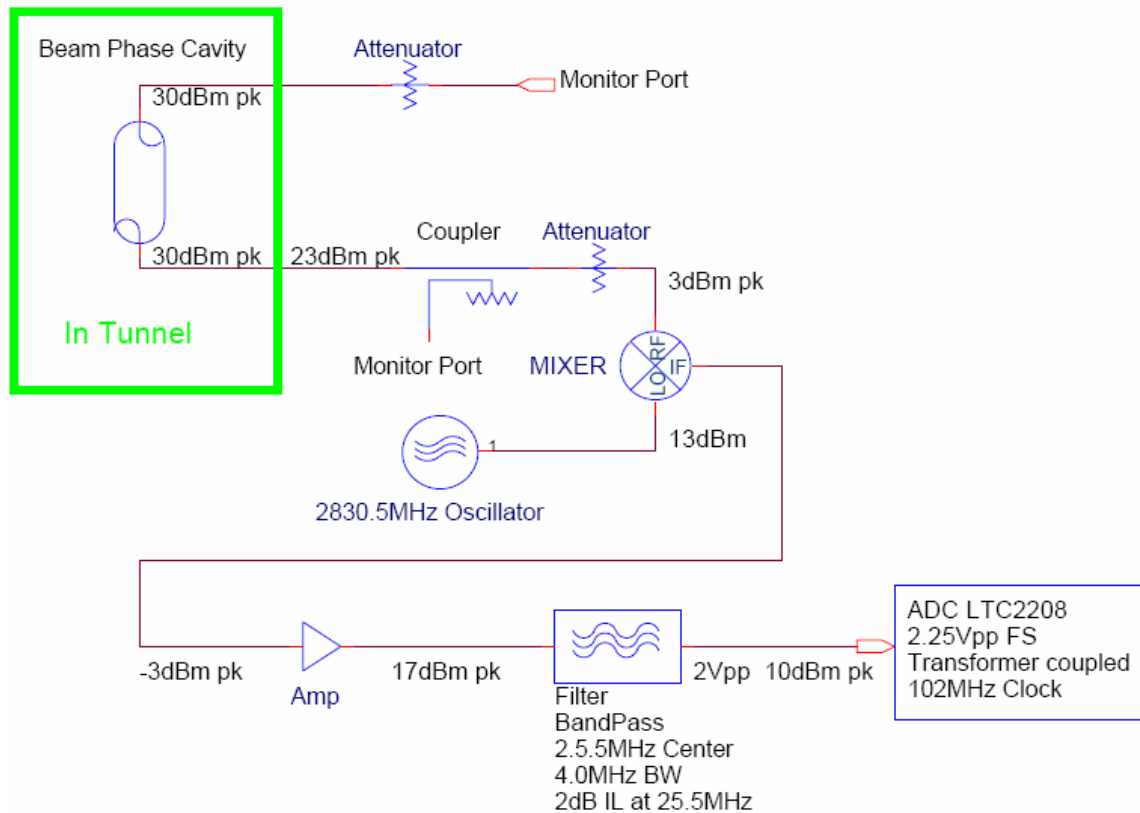 Beam Phase Cavity
Attenuator
30dBm pk
Monitor Port
Coupler
Attenuator
30dBm pk
23dBm pk
3dBm pk
In Tunnel
Monitor Port
MIXER
RF
LO
IF
1
13dBm
2830.5MHz Oscillator
-3dBm pk
Amp
17dBm pk
Filter
BandPass
2.5.5MHz Center
4.0MHz BW
2dB IL at 25.5MHz
2Vpp
10dBm pk
ADC LTC2208
2.25Vpp FS
Transformer coupled
102MHz Clock